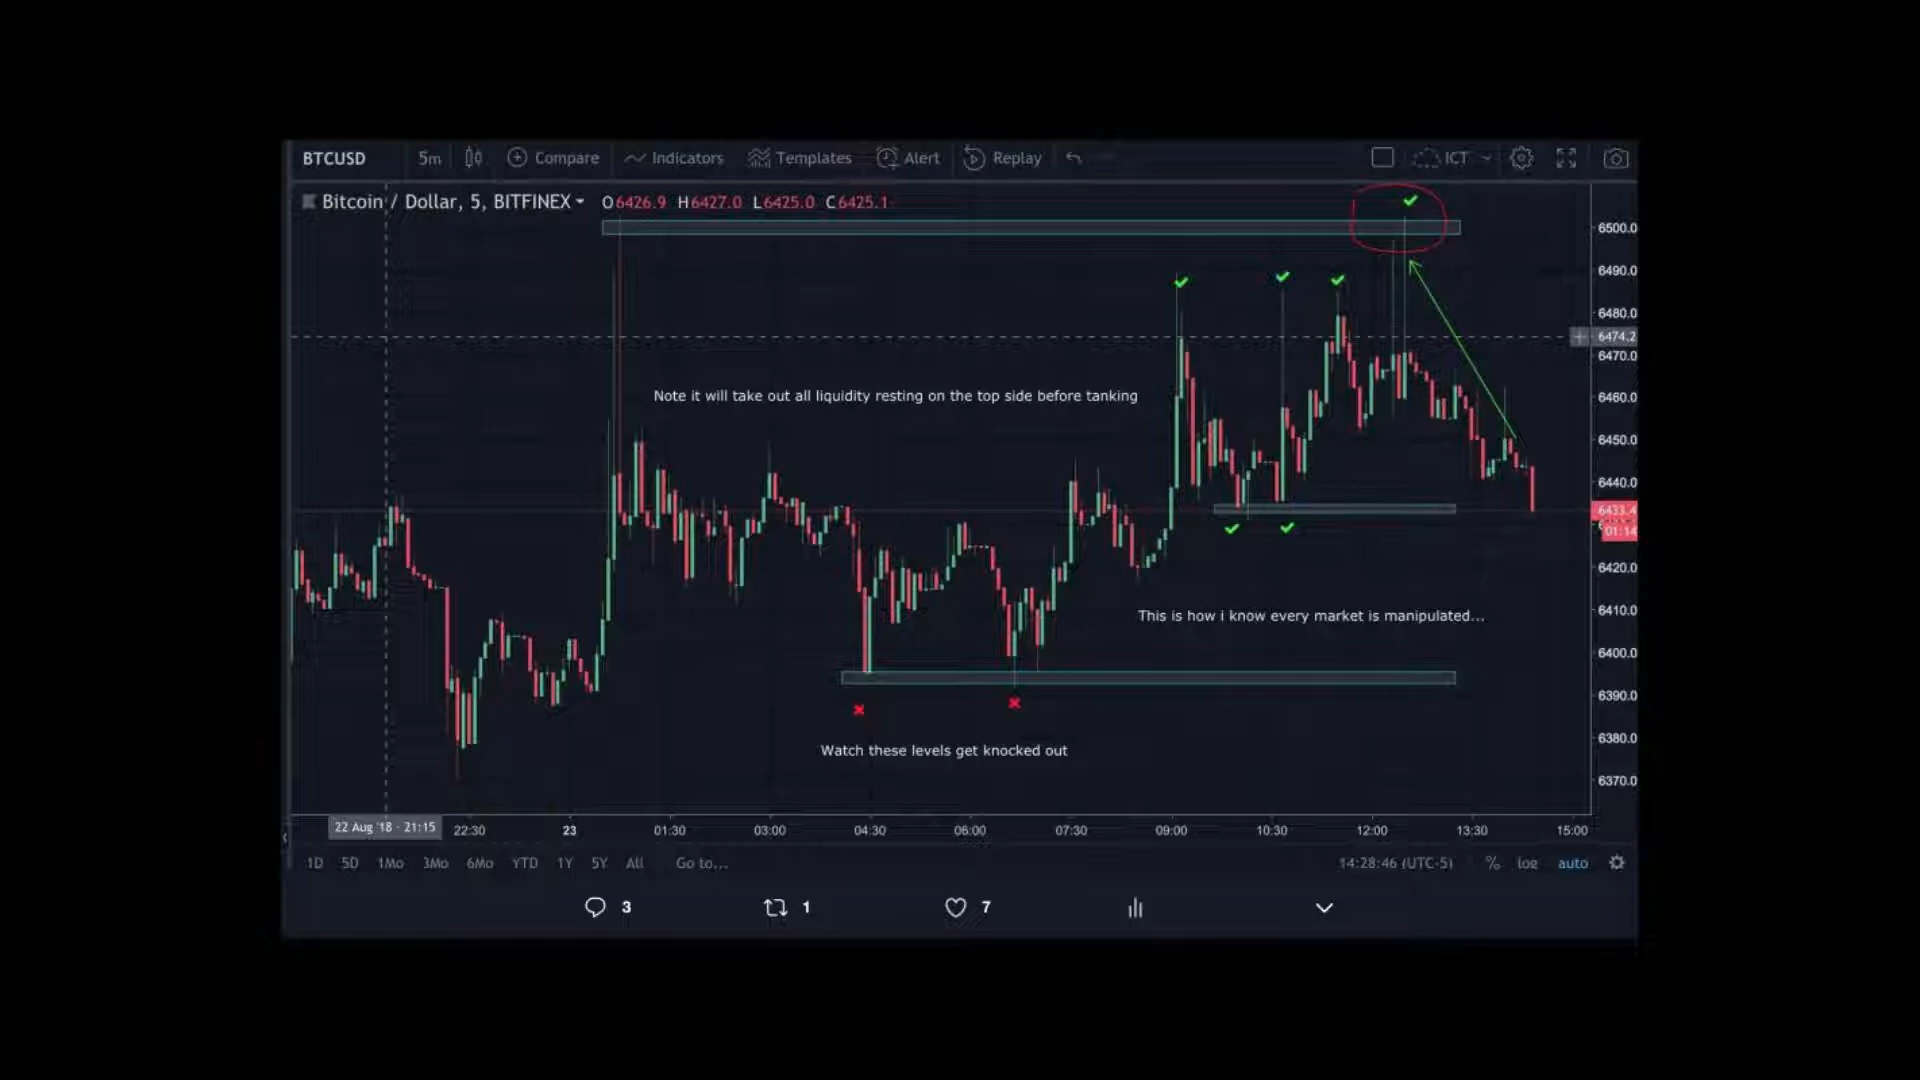 BTCUSD 5m Compare Indicators Templates Alert Replay ICT
Bitcoin / Dollar, 5, BITFINEX O6426.9 H6427.0 L6425.0 C6425.1
6500.0
6490.0
6480.0
6474.2
6470.0
Note it will take out all liquidity resting on the top side before tanking
6460.0
6450.0
6440.0
6433.4
01:14
6420.0
6410.0
This is how i know every market is manipulated...
6400.0
6390.0
6380.0
Watch these levels get knocked out
6370.0
22 Aug '18 - 21:15 22:30 23 01:30 03:00 04:30 06:00 07:30 09:00 10:30 12:00 13:30 15:00
1D 5D 1Mo 3Mo 6Mo YTD 1Y 5Y All Go to... 14:28:46 (UTC-5) % log auto
3 1 7